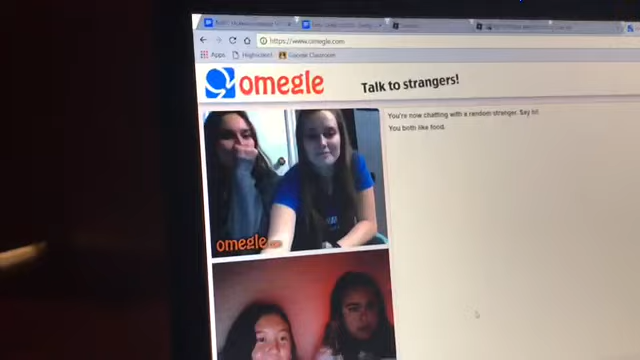 https://www.omegle.com
Apps
Google Classroom
omegle
Talk to strangers!
You're now chatting with a random stranger. Say hi!
You both like food.
omegle.com